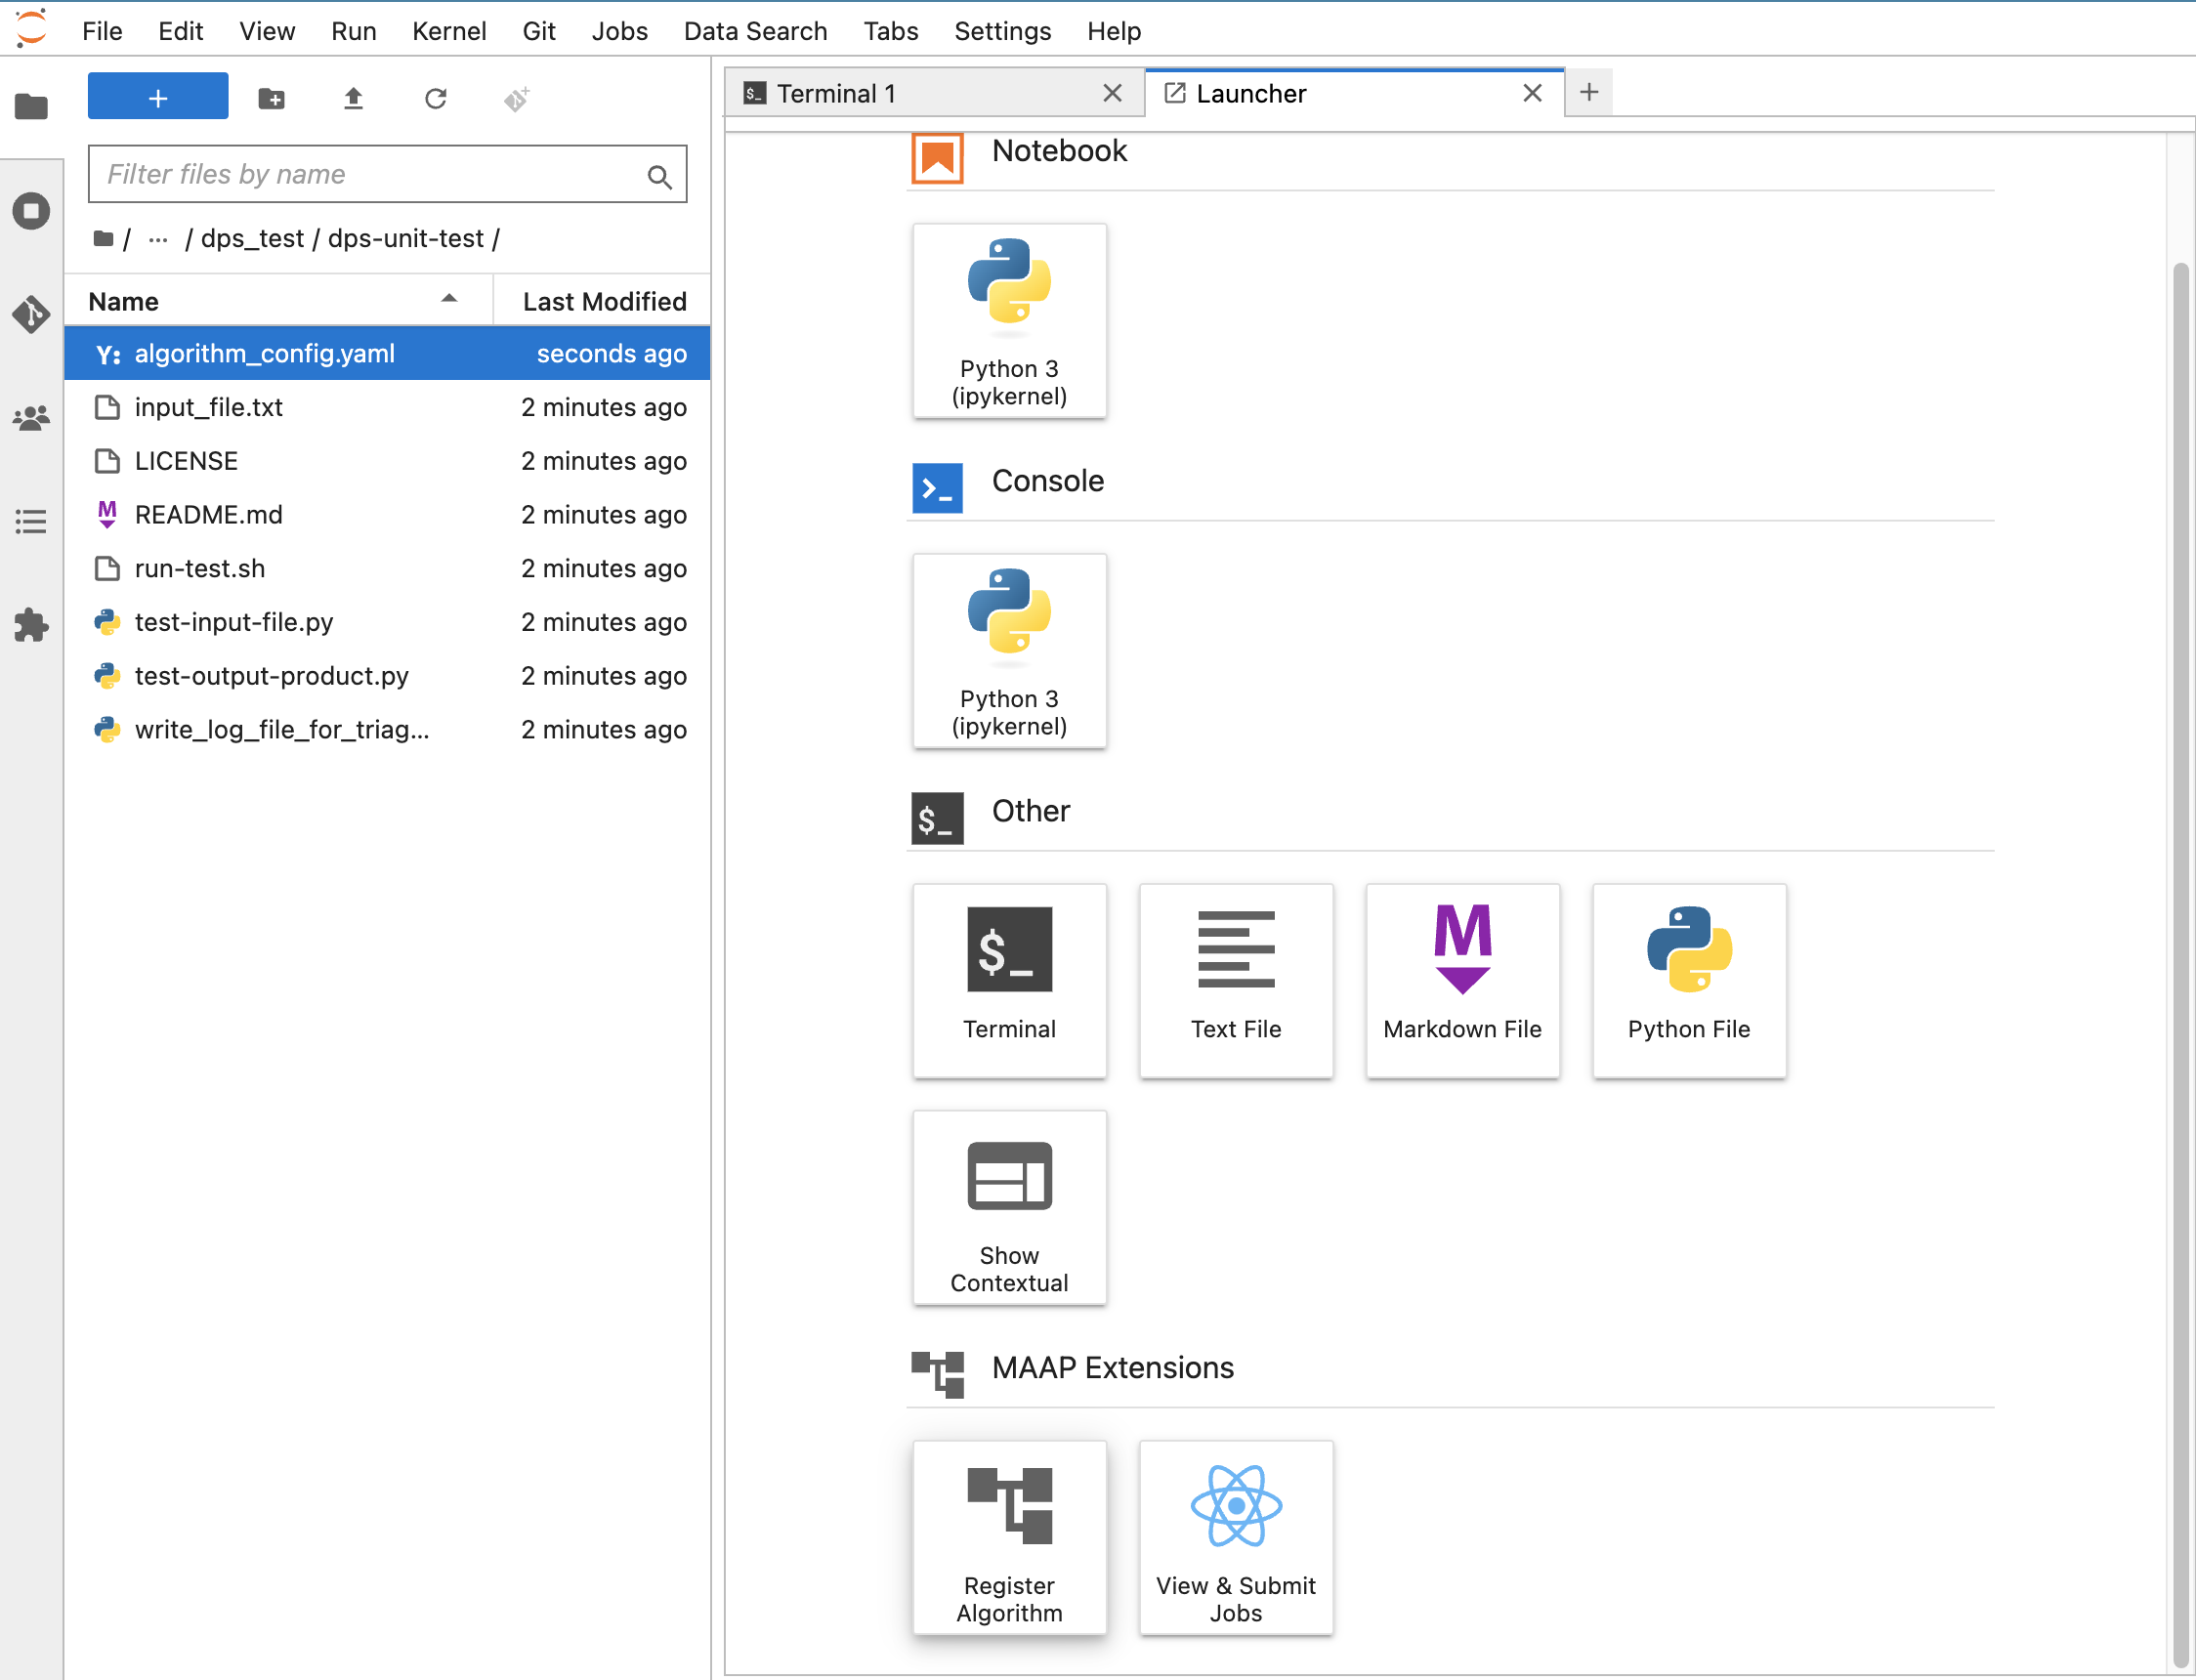 File Edit View Run Kernel Git Jobs Data Search Tabs Settings Help
Filter files by name
/ ··· / dps_test / dps-unit-test /
Name Last Modified
Y: algorithm_config.yaml seconds ago
input_file.txt 2 minutes ago
LICENSE 2 minutes ago
M README.md 2 minutes ago
run-test.sh 2 minutes ago
test-input-file.py 2 minutes ago
test-output-product.py 2 minutes ago
write_log_file_for_triag... 2 minutes ago
$_ Terminal 1
Launcher
Notebook
Python 3
(ipykernel)
Console
Python 3
(ipykernel)
$_ Other
$_
Terminal
Text File
M
Markdown File
Python File
Show
Contextual
MAAP Extensions
Register
Algorithm
View & Submit
Jobs